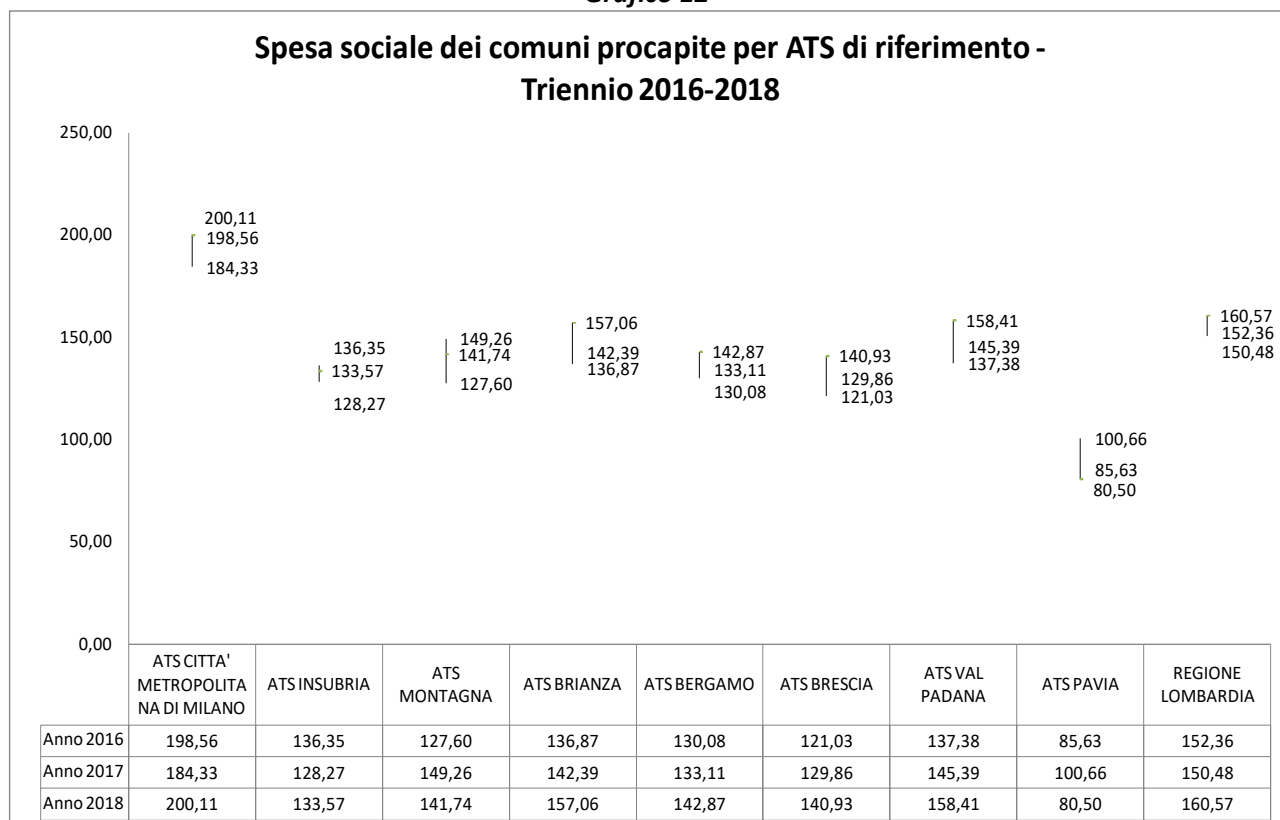 Spesa sociale dei comuni procapite per ATS di riferimento -
Triennio 2016-2018
250,00
200,00
150,00
100,00
50,00
0,00
200,11
198,56
184,33
136,35
133,57
128,27
149,26
141,74
127,60
157,06
142,39
136,87
142,87
133,11
130,08
140,93
129,86
121,03
158,41
145,39
137,38
100,66
85,63
80,50
160,57
152,36
150,48
ATS CITTA'
METROPOLITA
NA DI MILANO
ATS INSUBRIA
ATS
MONTAGNA
ATS BRIANZA
ATS BERGAMO
ATS BRESCIA
ATS VAL
PADANA
ATS PAVIA
REGIONE
LOMBARDIA
Anno 2016 198,56 136,35 127,60 136,87 130,08 121,03 137,38 85,63 152,36
Anno 2017 184,33 128,27 149,26 142,39 133,11 129,86 145,39 100,66 150,48
Anno 2018 200,11 133,57 141,74 157,06 142,87 140,93 158,41 80,50 160,57